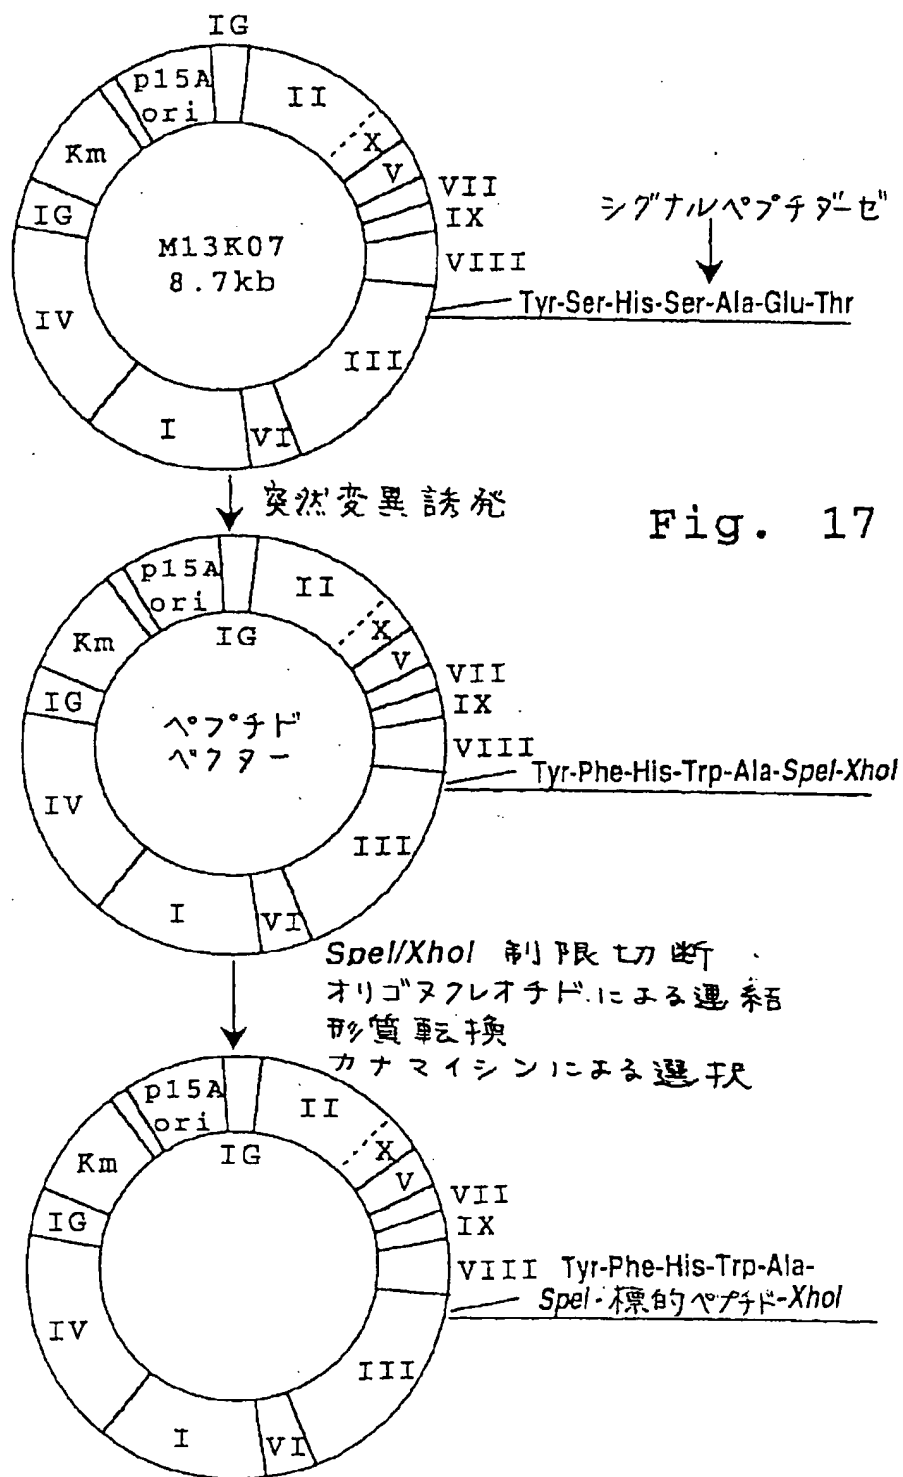 IG
p15A
ori
II
X
V
VII
IX
VIII
Km
IG
M13K07
8.7kb
シグナルペプチダーゼ
Tyr-Ser-His-Ser-Ala-Glu-Thr
IV
III
I
VI
突然変異誘発
Fig. 17
p15A
ori
IG
II
X
V
VII
IX
VIII
Km
IG
ペプチド
ベクター
Tyr-Phe-His-Trp-Ala-SpeI-XhoI
IV
III
I
VI
SpeI/XhoI 制限切断
オリゴヌクレオチドによる連結
形質転換
カナマイシンによる選択
p15A
ori
IG
II
X
V
VII
IX
VIII
Km
IG
Tyr-Phe-His-Trp-Ala-
SpeI-標的ペプチド-XhoI
IV
III
I
VI